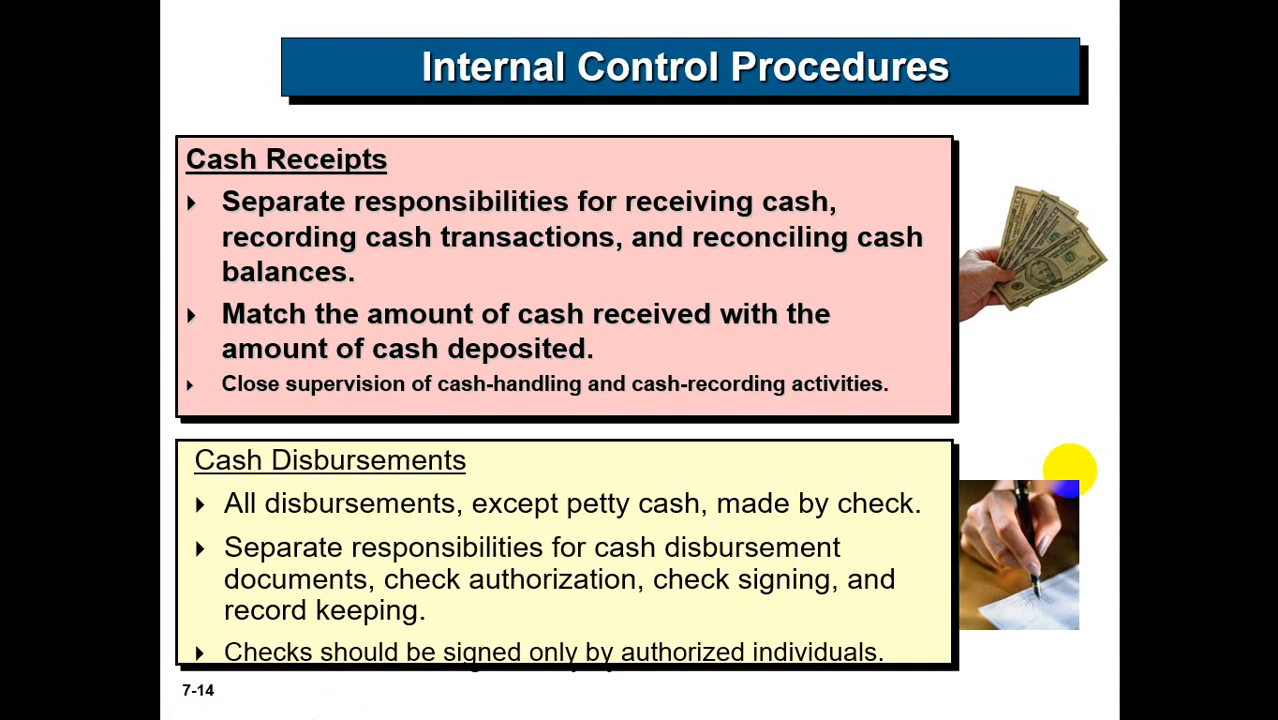 Internal Control Procedures
Cash Receipts
Separate responsibilities for receiving cash,
recording cash transactions, and reconciling cash
balances.
Match the amount of cash received with the
amount of cash deposited.
Close supervision of cash-handling and cash-recording activities.
Cash Disbursements
All disbursements, except petty cash, made by check.
Separate responsibilities for cash disbursement
documents, check authorization, check signing, and
record keeping.
Checks should be signed only by authorized individuals.
7-14